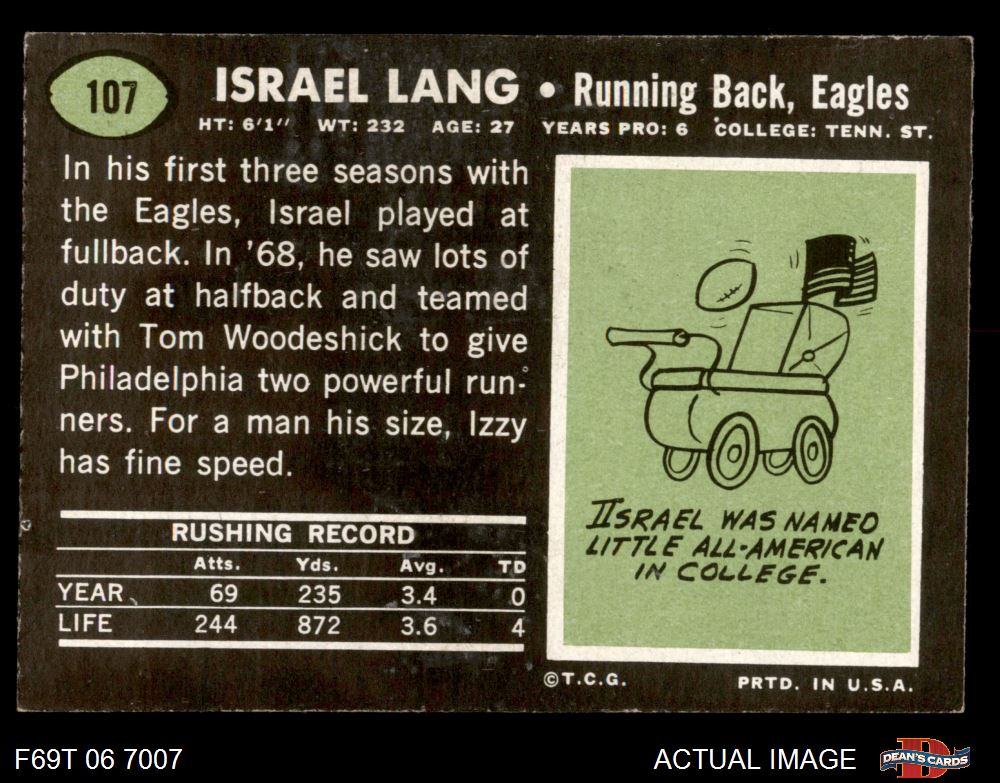 107
ISRAEL LANG • Running Back, Eagles
HT: 6'1'' WT: 232 AGE: 27 YEARS PRO: 6 COLLEGE: TENN. ST.
In his first three seasons with
the Eagles, Israel played at
fullback. In '68, he saw lots of
duty at halfback and teamed
with Tom Woodeshick to give
Philadelphia two powerful run-
ners. For a man his size, Izzy
has fine speed.
RUSHING RECORD
Atts. Yds. Avg. TD
YEAR 69 235 3.4 0
LIFE 244 872 3.6 4
ISRAEL WAS NAMED
LITTLE ALL-AMERICAN
IN COLLEGE.
©T.C.G. PRTD. IN U.S.A.
F69T 06 7007 ACTUAL IMAGE
DEAN'S CARDS